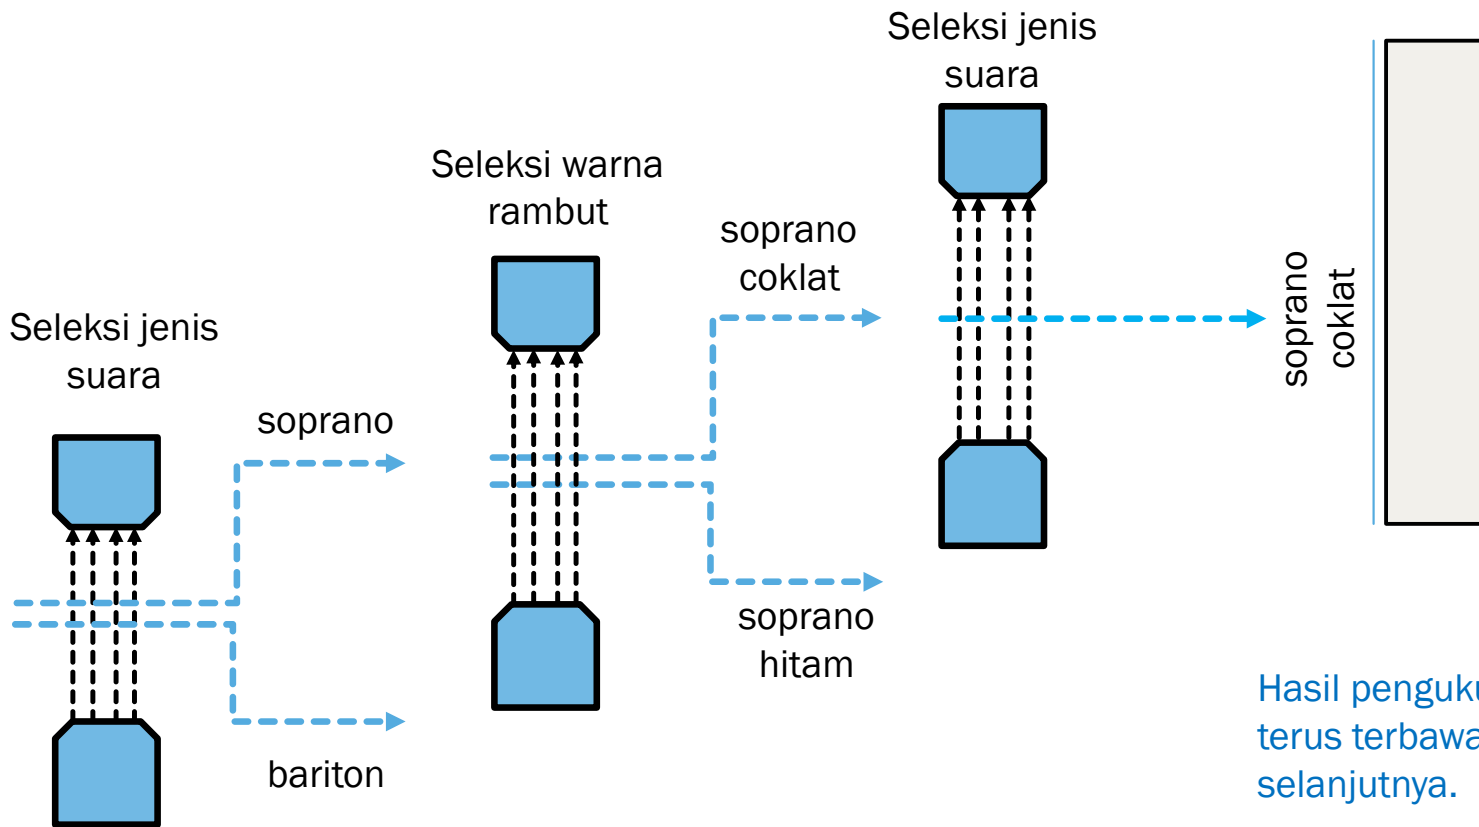 Seleksi jenis
suara
soprano
bariton
Seleksi warna
rambut
soprano
coklat
soprano
hitam
Seleksi jenis
suara
soprano
coklat
Hasil
terus terbawa
selanjutnya.